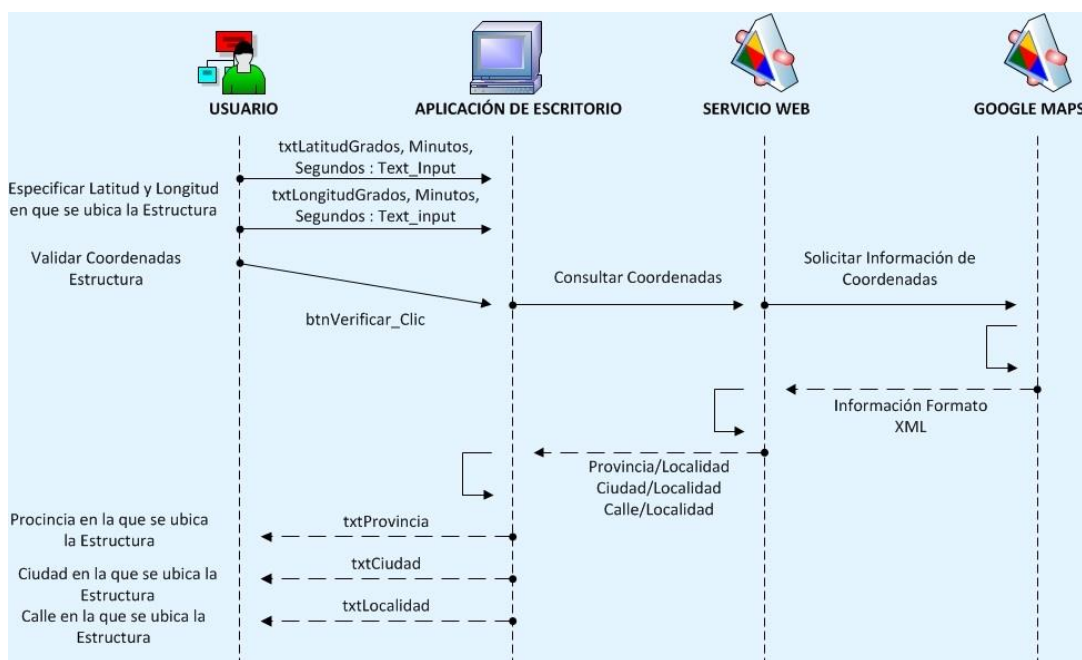 USUARIO
APLICACIÓN DE ESCRITORIO
SERVICIO WEB
GOOGLE MAPS
txtLatitudGrados, Minutos,
Segundos : Text_Input
Especificar Latitud y Longitud
en que se ubica la Estructura
txtLongitudGrados, Minutos,
Segundos : Text_input
Validar Coordenadas
Estructura
btnVerificar_Clic
Consultar Coordenadas
Solicitar Información de
Coordenadas
Información Formato
XML
Provincia/Localidad
Ciudad/Localidad
Calle/Localidad
Procincia en la que se ubica
la Estructura
txtProvincia
Ciudad en la que se ubica la
Estructura
txtCiudad
Calle en la que se ubica la
Estructura
txtLocalidad